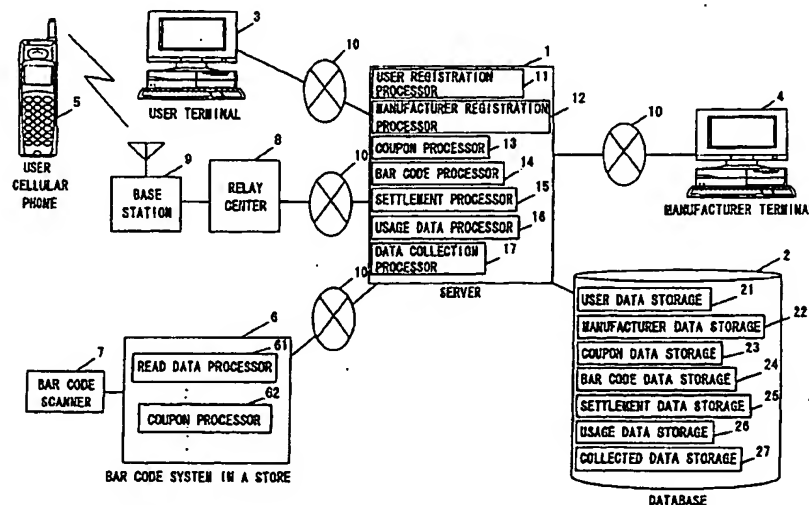 3
10
1
USER REGISTRATION
PROCESSOR
11
MANUFACTURER REGISTRATION
PROCESSOR
12
COUPON PROCESSOR
13
BAR CODE PROCESSOR
14
SETTLEMENT PROCESSOR
15
USAGE DATA PROCESSOR
16
DATA COLLECTION
PROCESSOR
17
SERVER
5
USER
CELLULAR
PHONE
USER TERMINAL
9
BASE
STATION
8
RELAY
CENTER
10
10
4
MANUFACTURER TERMINAL
10
6
7
BAR CODE
SCANNER
61
READ DATA PROCESSOR
62
COUPON PROCESSOR
BAR CODE SYSTEM IN A STORE
2
USER DATA STORAGE
21
MANUFACTURER DATA STORAGE
22
COUPON DATA STORAGE
23
BAR CODE DATA STORAGE
24
SETTLEMENT DATA STORAGE
25
USAGE DATA STORAGE
26
COLLECTED DATA STORAGE
27
DATABASE